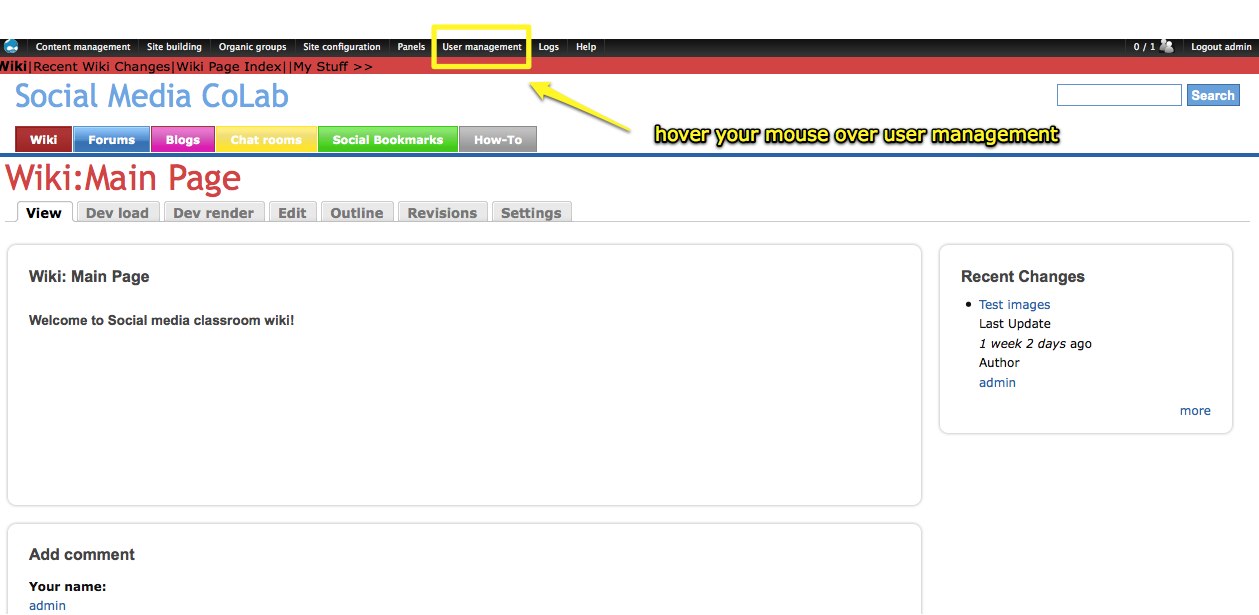 Content management Site building Organic groups Site configuration Panels User management Logs Help 0 / 1 Logout admin
Wiki|Recent Wiki Changes|Wiki Page Index||My Stuff >>
Social Media CoLab
Search
Wiki Forums Blogs Chat rooms Social Bookmarks How-To
hover your mouse over user management
Wiki:Main Page
View Dev load Dev render Edit Outline Revisions Settings
Wiki: Main Page
Welcome to Social media classroom wiki!
Recent Changes
Test images
Last Update
1 week 2 days ago
Author
admin
more
Add comment
Your name:
admin